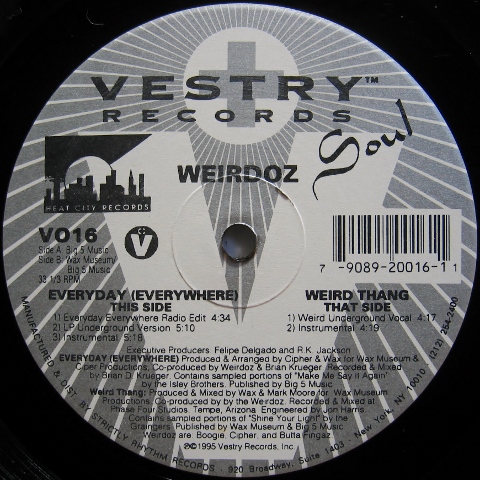 VESTRY™
RECORDS
Soul
WE!RDOZ
HEAT CITY RECORDS
VO16
Side A: Big 5 Music
Side B: Wax Museum/
Big 5 Music
33 1/3 RPM
V
7 -9089-20016-1 1
EVERYDAY (EVERYWHERE)
THIS SIDE
1) Everyday Everywhere Radio Edit 4:34
2) LP Underground Version 5:10
3) Instrumental 5:18
WEIRD THANG
THAT SIDE
1) Weird Underground Vocal 4:17
2) Instrumental 4:19
Executive Producers: Felipe Delgado and R.K. Jackson
EVERYDAY (EVERYWHERE) Produced & Arranged by Cipher & Wax for Wax Museum &
Ciper Productions, Co-produced by Weirdoz & Brian Krueger. Recorded & Mixed
by Brian D. Krueger. Contains sampled portions of "Make Me Say it Again" by
the Isley Brothers. Published by Big 5 Music
Weird Thang: Produced & Mixed by Wax & Mark Moore for Wax Museum
Productions, Co-produced by the Weirdoz. Recorded & Mixed at
Phase Four Studios, Tempe, Arizona. Engineered by Jon Harris.
Contains sampled portions of "Shine Your Light" by the
Graingers Published by Wax Museum & Big 5 Music
Weirdoz are: Boogie, Cipher, and Butta Fingaz
℗©1995 Vestry Records, Inc.
MANUFACTURED & DIST. BY STRICTLY RHYTHM RECORDS - 920 Broadway, Suite 1403 - New York, NY 10010 (212) 254-2400